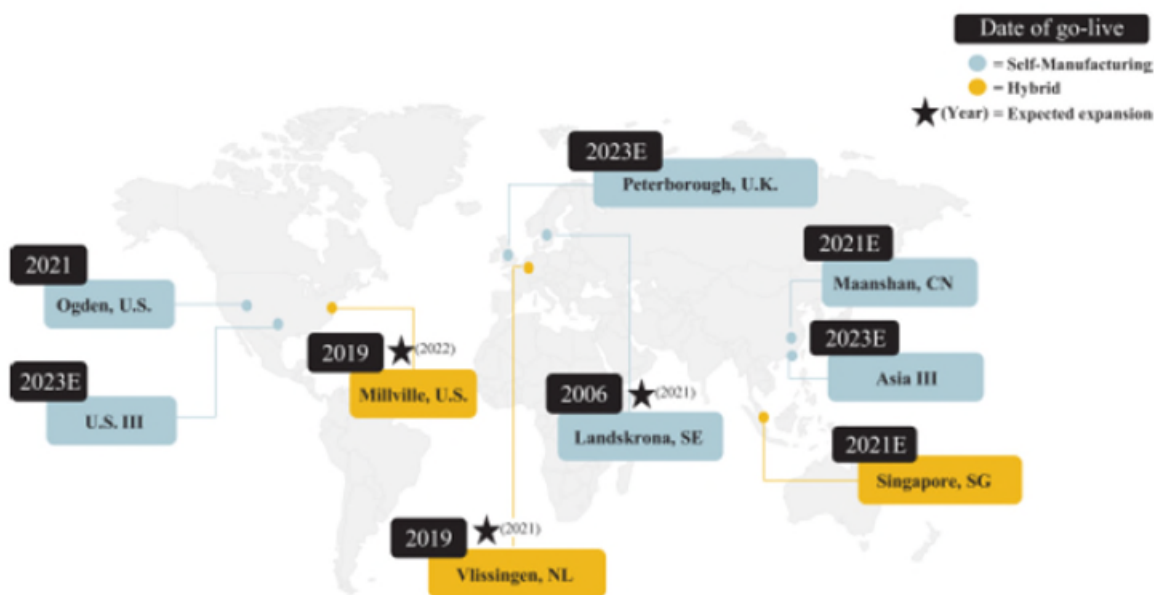 Date of go-live
= Self-Manufacturing
= Hybrid
(Year) = Expected expansion
2023E
Peterborough, U.K.
2021E
Maanshan, CN
2021
Ogden, U.S.
2023E
Asia III
2019 (2022)
Millville, U.S.
2023E
U.S. III
2006 (2021)
Landskrona, SE
2021E
Singapore, SG
2019 (2021)
Vlissingen, NL